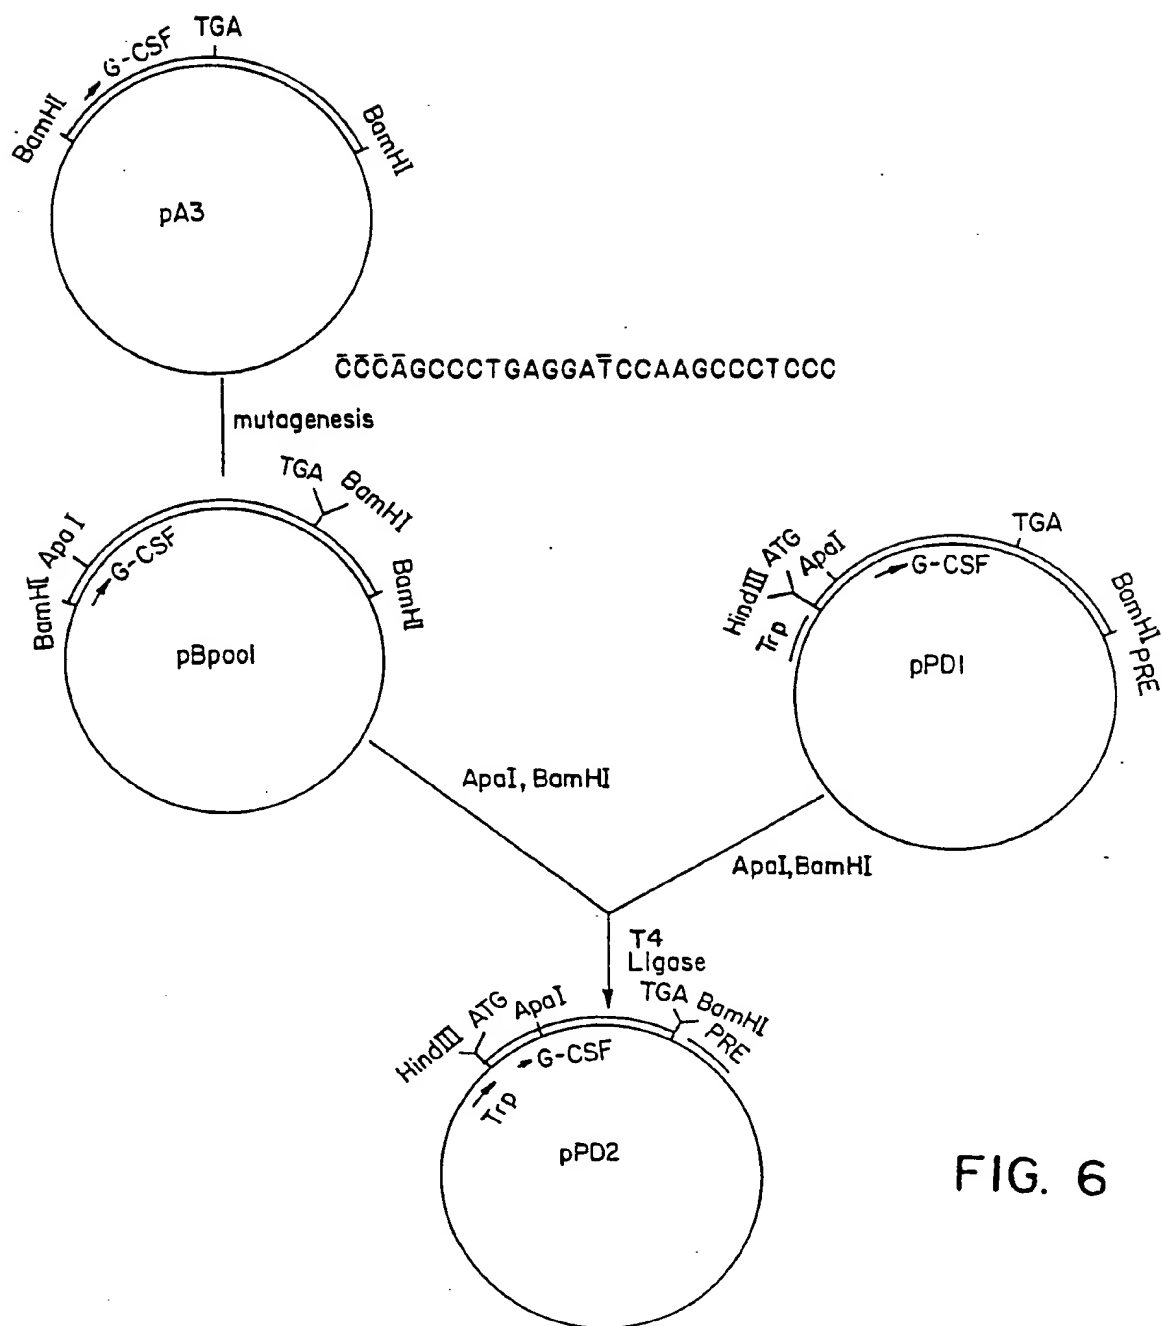 TGA
G-CSF
BamHI
BamHI
pA3
CCCAGCCCTGAGGATCCAAGCCCTCCC
mutagenesis
TGA
BamHI
ApaI
BamHI
G-CSF
BamHI
pBpool
TGA
ATG
ApaI
HindIII
G-CSF
Trp
BamHI
PRE
pPD1
ApaI, BamHI
ApaI,BamHI
T4
Ligase
TGA
BamHI
ApaI
ATG
HindIII
PRE
G-CSF
Trp
pPD2
FIG. 6